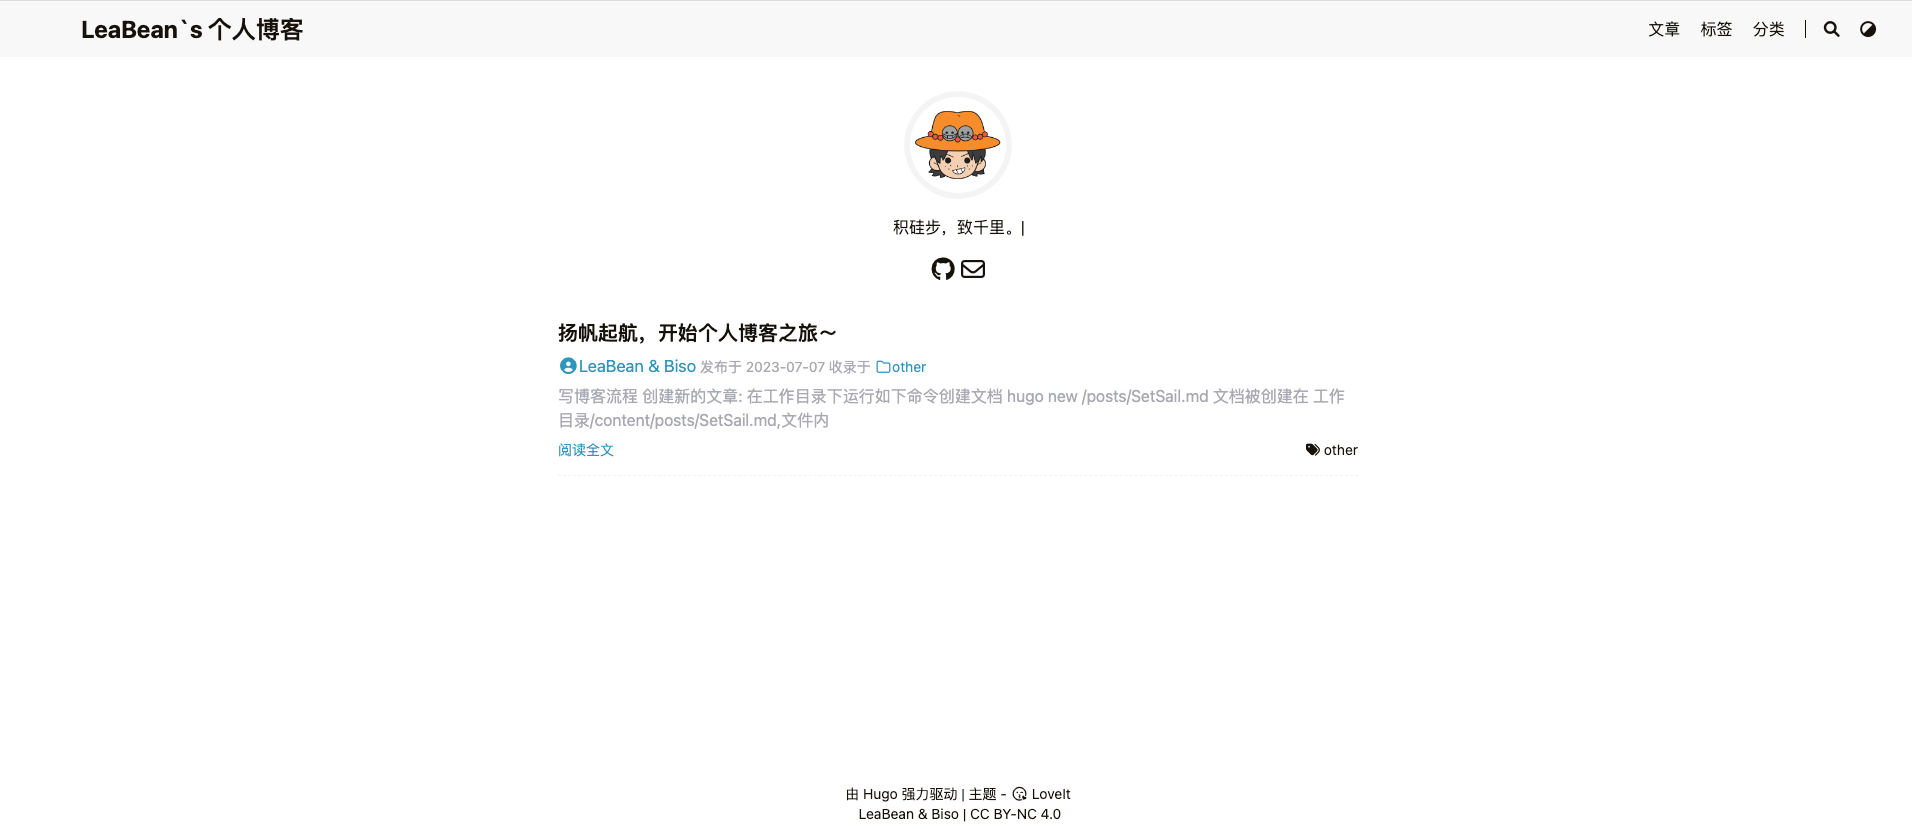 LeaBean`s 个人博客
文章 标签 分类
积硅步，致千里。|
扬帆起航，开始个人博客之旅～
LeaBean & Biso 发布于 2023-07-07 收录于 other
写博客流程 创建新的文章: 在工作目录下运行如下命令创建文档 hugo new /posts/SetSail.md 文档被创建在 工作
目录/content/posts/SetSail.md,文件内
阅读全文
other
由 Hugo 强力驱动 | 主题 - LoveIt
LeaBean & Biso | CC BY-NC 4.0